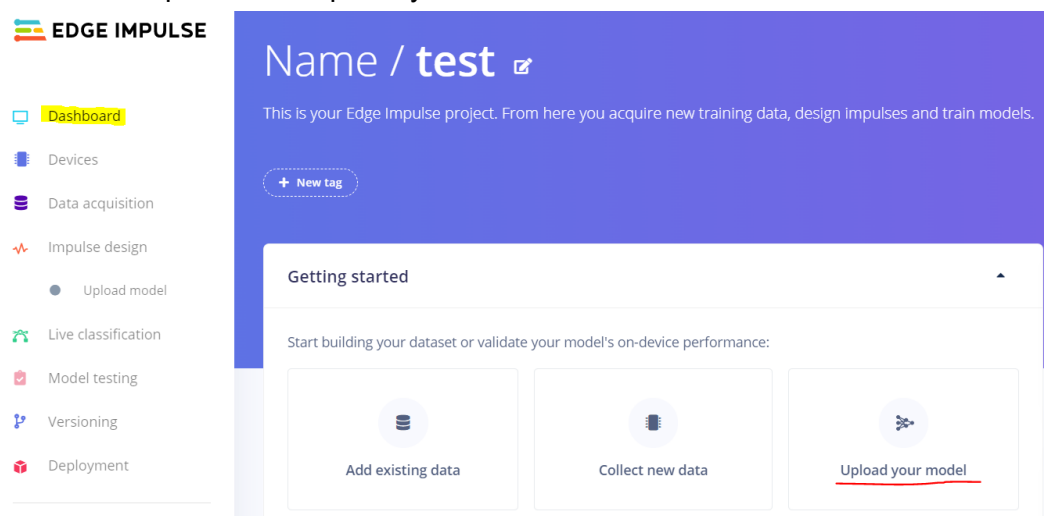 EDGE IMPULSE
Dashboard
Devices
Data acquisition
Impulse design
Upload model
Live classification
Model testing
Versioning
Deployment
Name / test
This is your Edge Impulse project. From here you acquire new training data, design impulses and train models.
+ New tag
Getting started
Start building your dataset or validate your model's on-device performance:
Add existing data
Collect new data
Upload your model